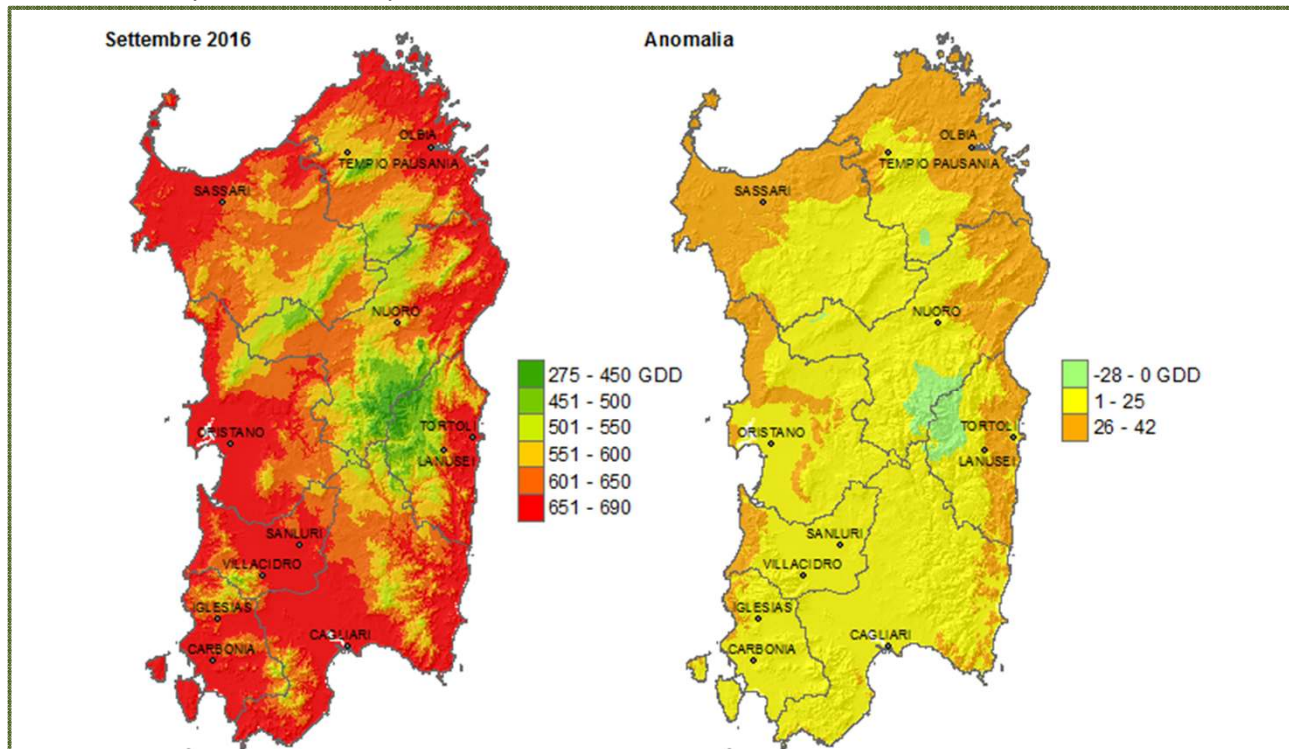 Settembre 2016
OLBIA
TEMPIO PAUSANIA
SASSARI
NUORO
275 - 450 GDD
451 - 500
501 - 550
551 - 600
601 - 650
651 - 690
ORISTANO
TORTOLI
LANUSEI
SANLURI
VILLACIDRO
IGLESIAS
CAGLIARI
CARBONIA
Anomalia
OLBIA
TEMPIO PAUSANIA
SASSARI
NUORO
-28 - 0 GDD
1 - 25
26 - 42
ORISTANO
TORTOLI
LANUSEI
SANLURI
VILLACIDRO
IGLESIAS
CAGLIARI
CARBONIA